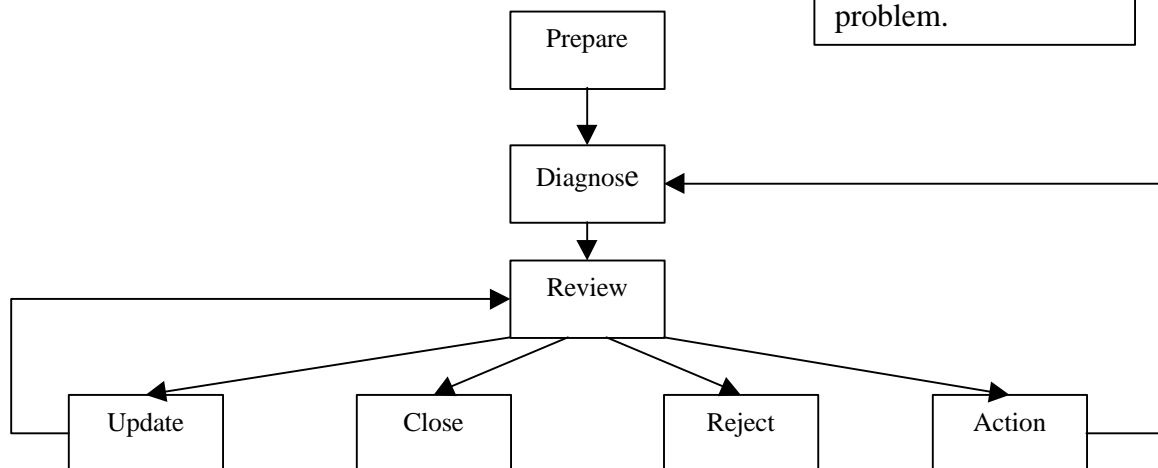 problem.
Prepare
Diagnose
Review
Update Close Reject Action